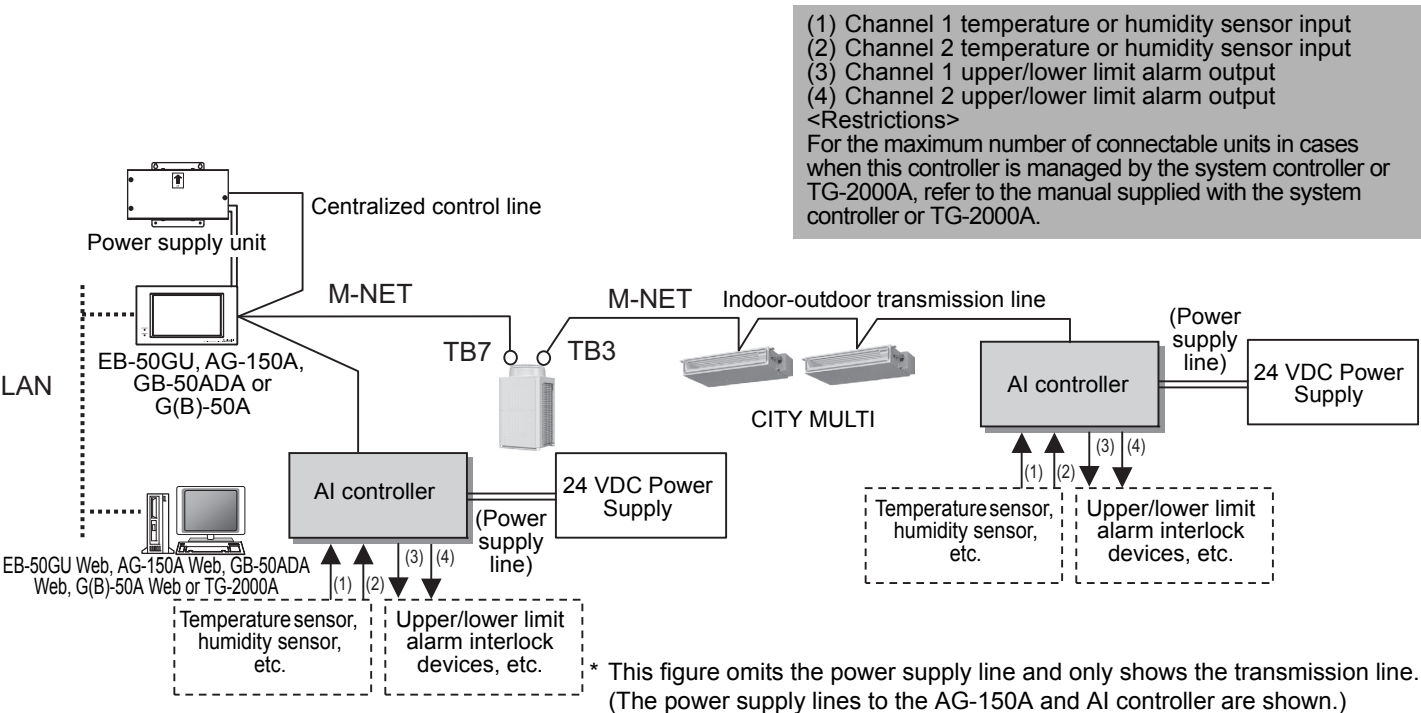 (1) Channel 1 temperature or humidity sensor input
(2) Channel 2 temperature or humidity sensor input
(3) Channel 1 upper/lower limit alarm output
(4) Channel 2 upper/lower limit alarm output
<Restrictions>
For the maximum number of connectable units in cases
when this controller is managed by the system controller or
TG-2000A, refer to the manual supplied with the system
controller or TG-2000A.
Centralized control line
Power supply unit
M-NET
M-NET
Indoor-outdoor transmission line
TB7
TB3
EB-50GU, AG-150A,
GB-50ADA or
G(B)-50A
LAN
CITY MULTI
AI controller
(Power
supply
line)
24 VDC Power
Supply
(1)
(2)
(3)
(4)
Temperature sensor,
humidity sensor,
etc.
Upper/lower limit
alarm interlock
devices, etc.
AI controller
(Power
supply
line)
24 VDC Power
Supply
EB-50GU Web, AG-150A Web, GB-50ADA
Web, G(B)-50A Web or TG-2000A
(1)
(2)
(3)
(4)
Temperature sensor,
humidity sensor,
etc.
Upper/lower limit
alarm interlock
devices, etc.
* This figure omits the power supply line and only shows the transmission line.
(The power supply lines to the AG-150A and AI controller are shown.)